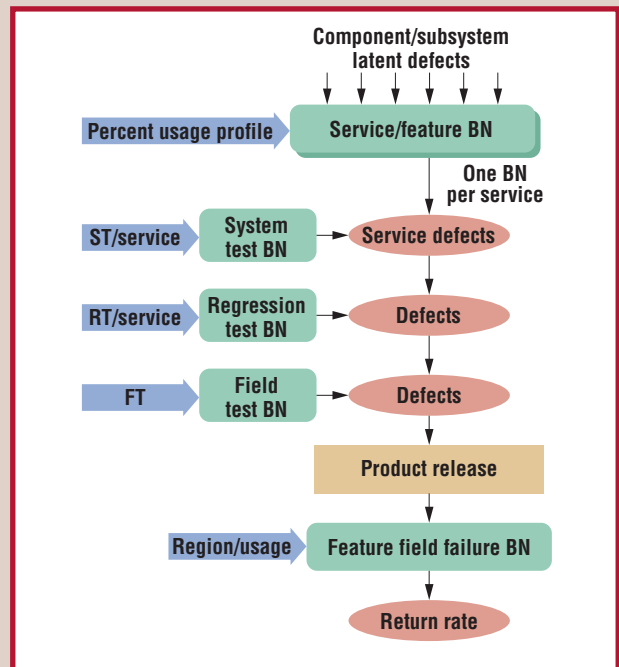 Component/subsystem
latent defects
Percent usage profile
Service/feature BN
One BN
per service
ST/service
System
test BN
Service defects
RT/service
Regression
test BN
Defects
FT
Field
test BN
Defects
Product release
Region/usage
Feature field failure BN
Return rate